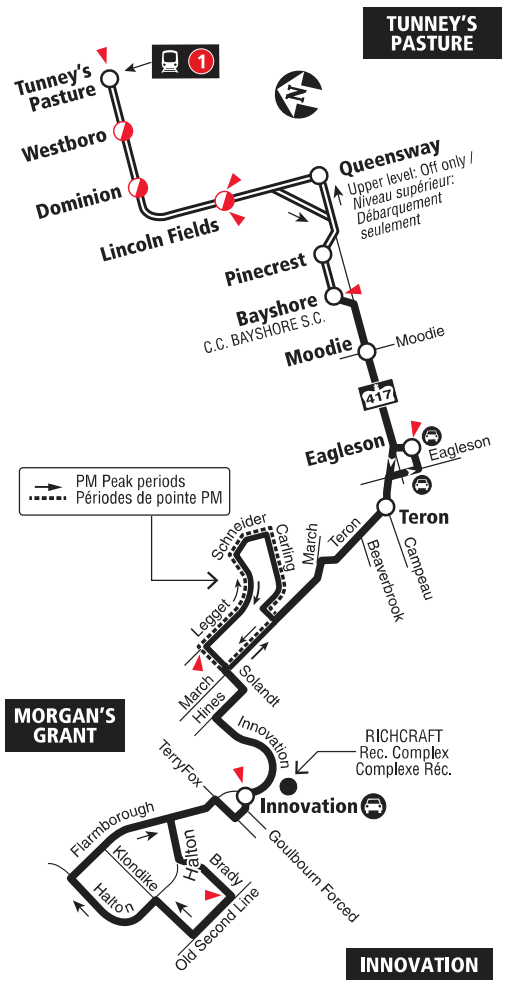 TUNNEY'S
PASTURE
1
Tunney's
Pasture
N
Westboro
Dominion
Lincoln Fields
Queensway
Upper level: Off only /
Niveau supérieur:
Débarquement
seulement
Pinecrest
Bayshore
C.C. BAYSHORE S.C.
Moodie
Moodie
417
Eagleson
Eagleson
PM Peak periods
Périodes de pointe PM
Teron
Schneider
Carling
March
Teron
Beaverbrook
Campeau
Legget
March
Solandt
Hines
MORGAN'S
GRANT
Innovation
RICHCRAFT
Rec. Complex
Complexe Réc.
TerryFox
Innovation
Flarmborough
Goulbourn Forced
Klondike
Halton
Halton
Brady
Old Second Line
INNOVATION